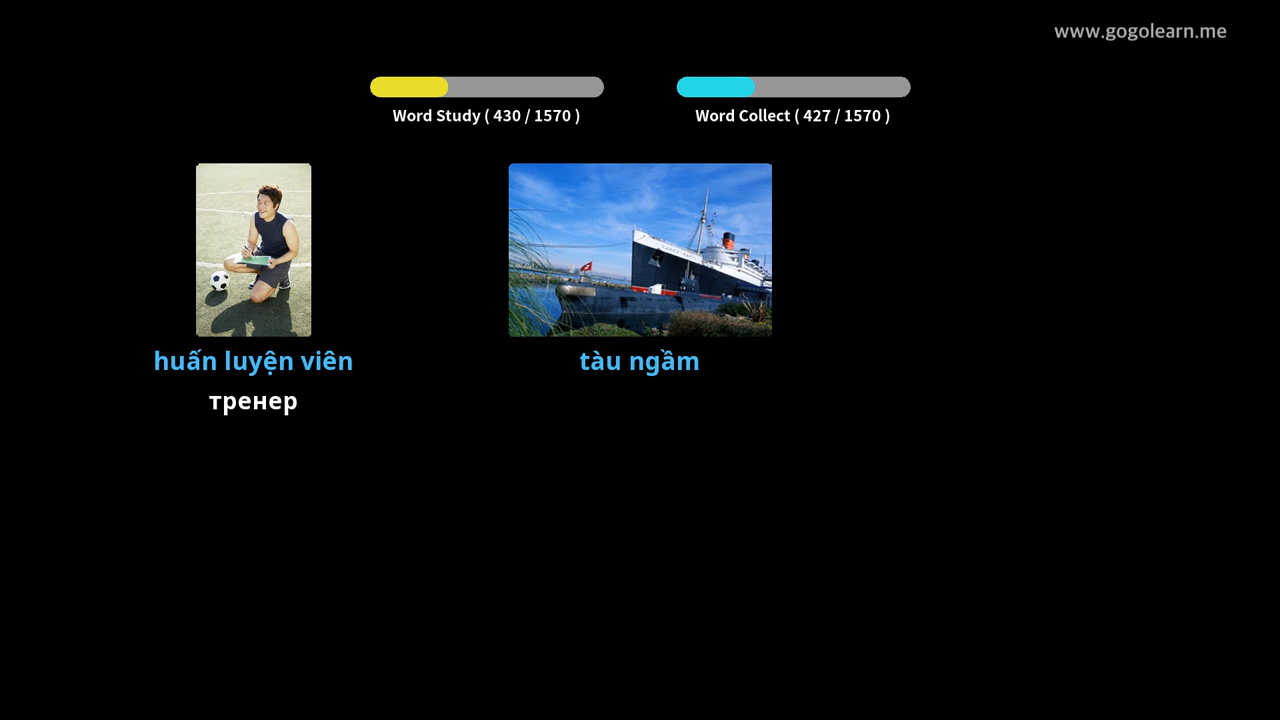 www.gogolearn.me
Word Study ( 430 / 1570 )
Word Collect ( 427 / 1570 )
huấn luyện viên
тренер
tàu ngầm